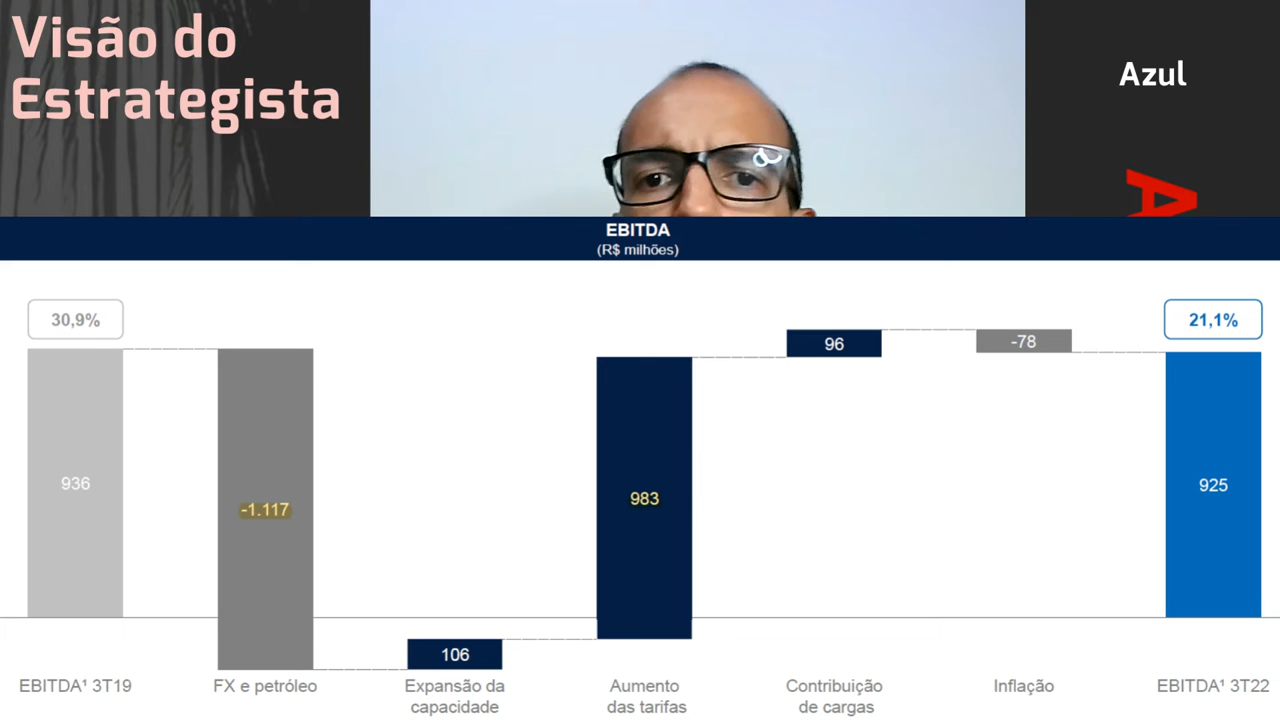 Visão do
Estrategista
Azul
A
EBITDA
(R$ milhões)
30,9%
21,1%
936
-1.117
106
983
96
-78
925
EBITDA¹ 3T19
FX e petróleo
Expansão da
capacidade
Aumento
das tarifas
Contribuição
de cargas
Inflação
EBITDA¹ 3T22